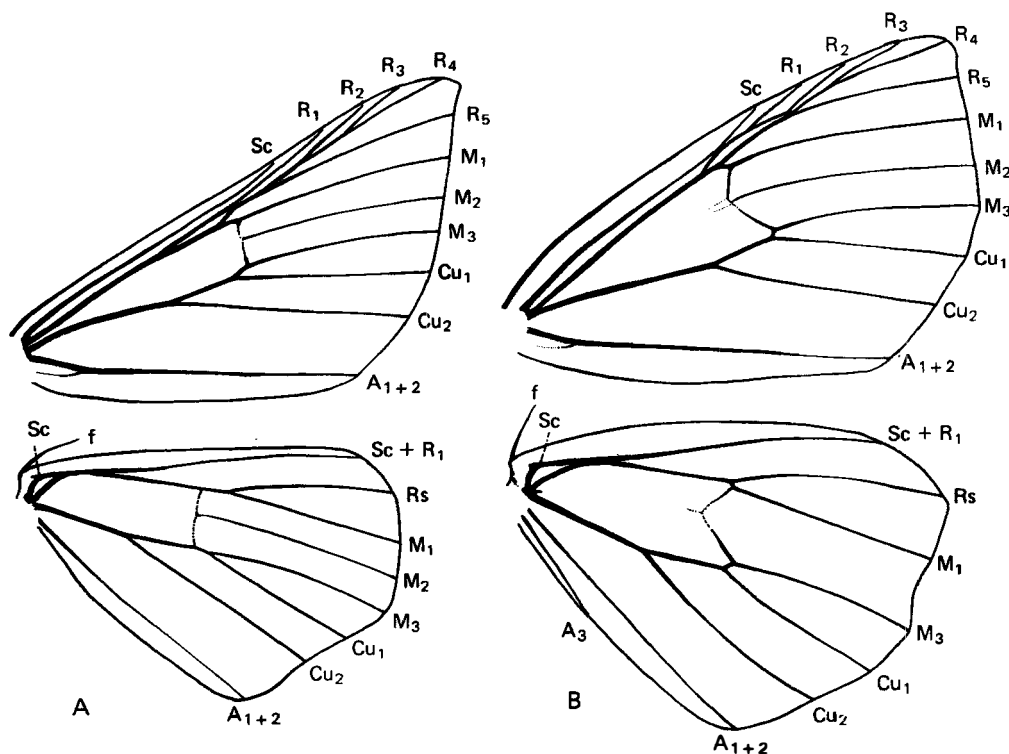 Sc
R1
R2
R3
R4
R5
M1
M2
M3
Cu1
Cu2
A1+2
Sc
f
Sc + R1
Rs
M1
M2
M3
Cu1
Cu2
A1+2
A
Sc
R1
R2
R3
R4
R5
M1
M2
M3
Cu1
Cu2
A1+2
f
Sc
Sc + R1
Rs
M1
M3
Cu1
Cu2
A1+2
A3
B